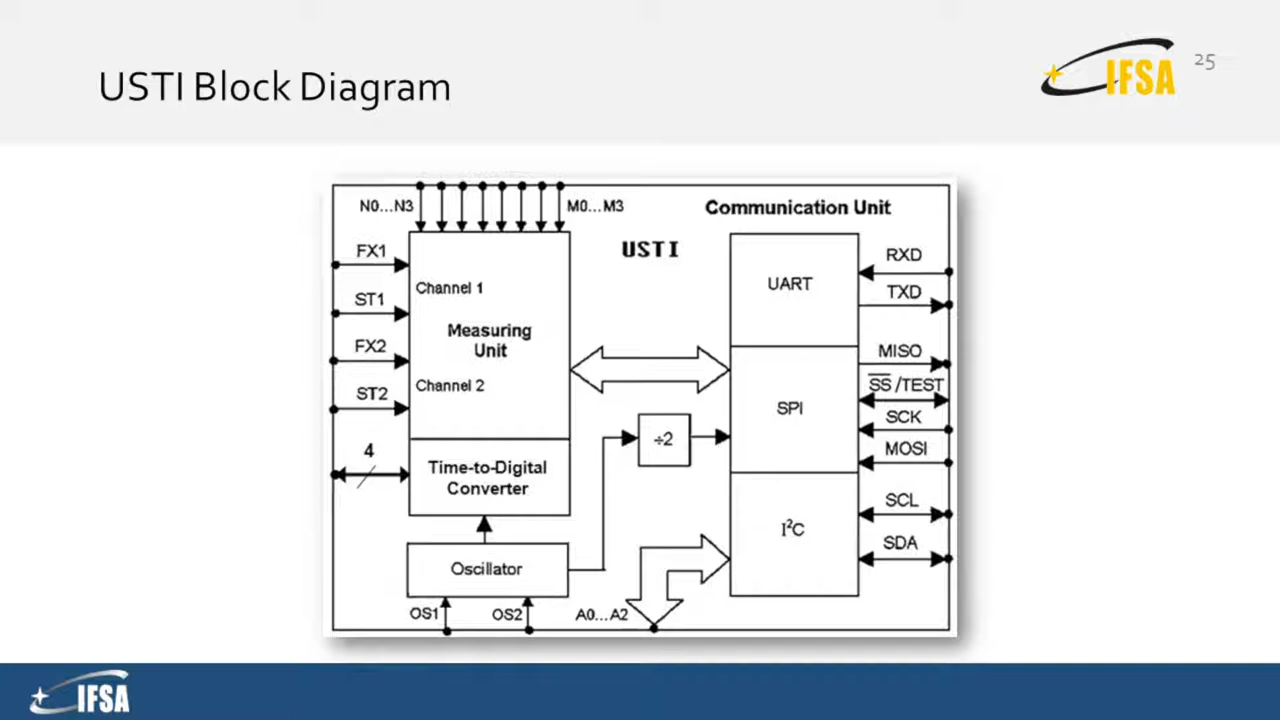 USTI Block Diagram
IFSA
25
N0...N3
M0...M3
Communication Unit
USTI
FX1
ST1
FX2
ST2
4
Channel 1
Measuring
Unit
Channel 2
Time-to-Digital
Converter
Oscillator
OS1
OS2
A0...A2
÷2
UART
SPI
I²C
RXD
TXD
MISO
S̅S̅/TEST
SCK
MOSI
SCL
SDA
IFSA